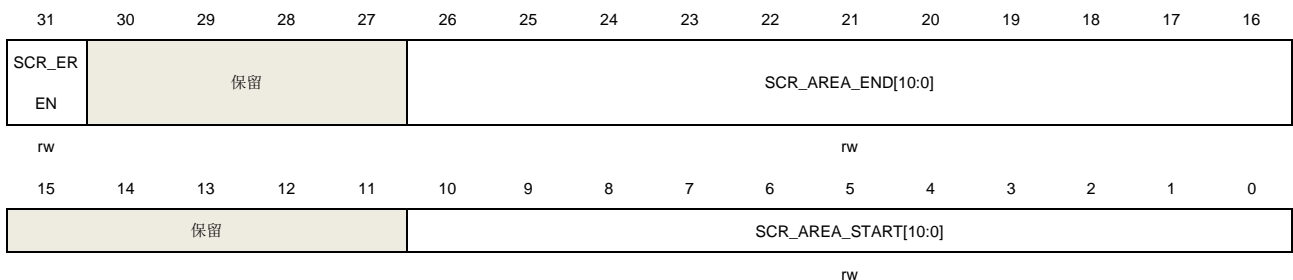 31 30 29 28 27 26 25 24 23 22 21 20 19 18 17 16
SCR_ER
EN
保留
SCR_AREA_END[10:0]
rw rw
15 14 13 12 11 10 9 8 7 6 5 4 3 2 1 0
保留 SCR_AREA_START[10:0]
rw